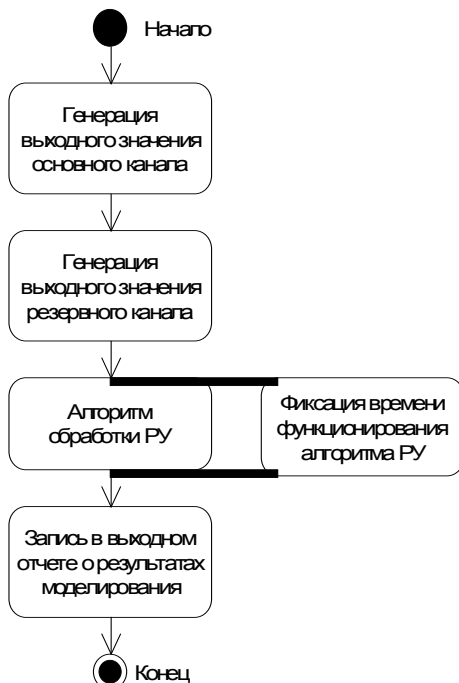 Начало
Генерация
выходного значения
основного канала
Генерация
выходного значения
резервного канала
Алгоритм
обработки РУ
Фиксация времени
функционирования
алгоритма РУ
Запись в выходном
отчете о результатах
моделирования
Конец